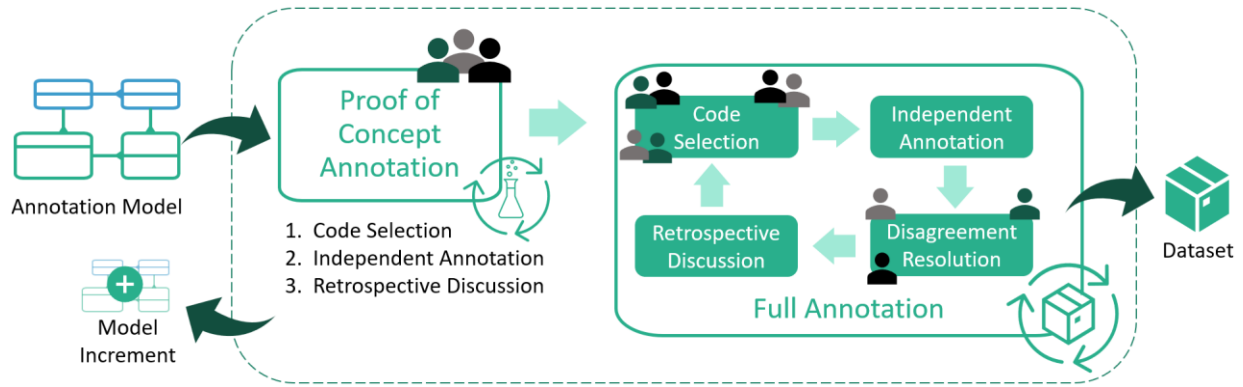 Annotation Model
Model
Increment
Proof of
Concept
Annotation
1. Code Selection
2. Independent Annotation
3. Retrospective Discussion
Code
Selection
Independent
Annotation
Retrospective
Discussion
Disagreement
Resolution
Full Annotation
Dataset